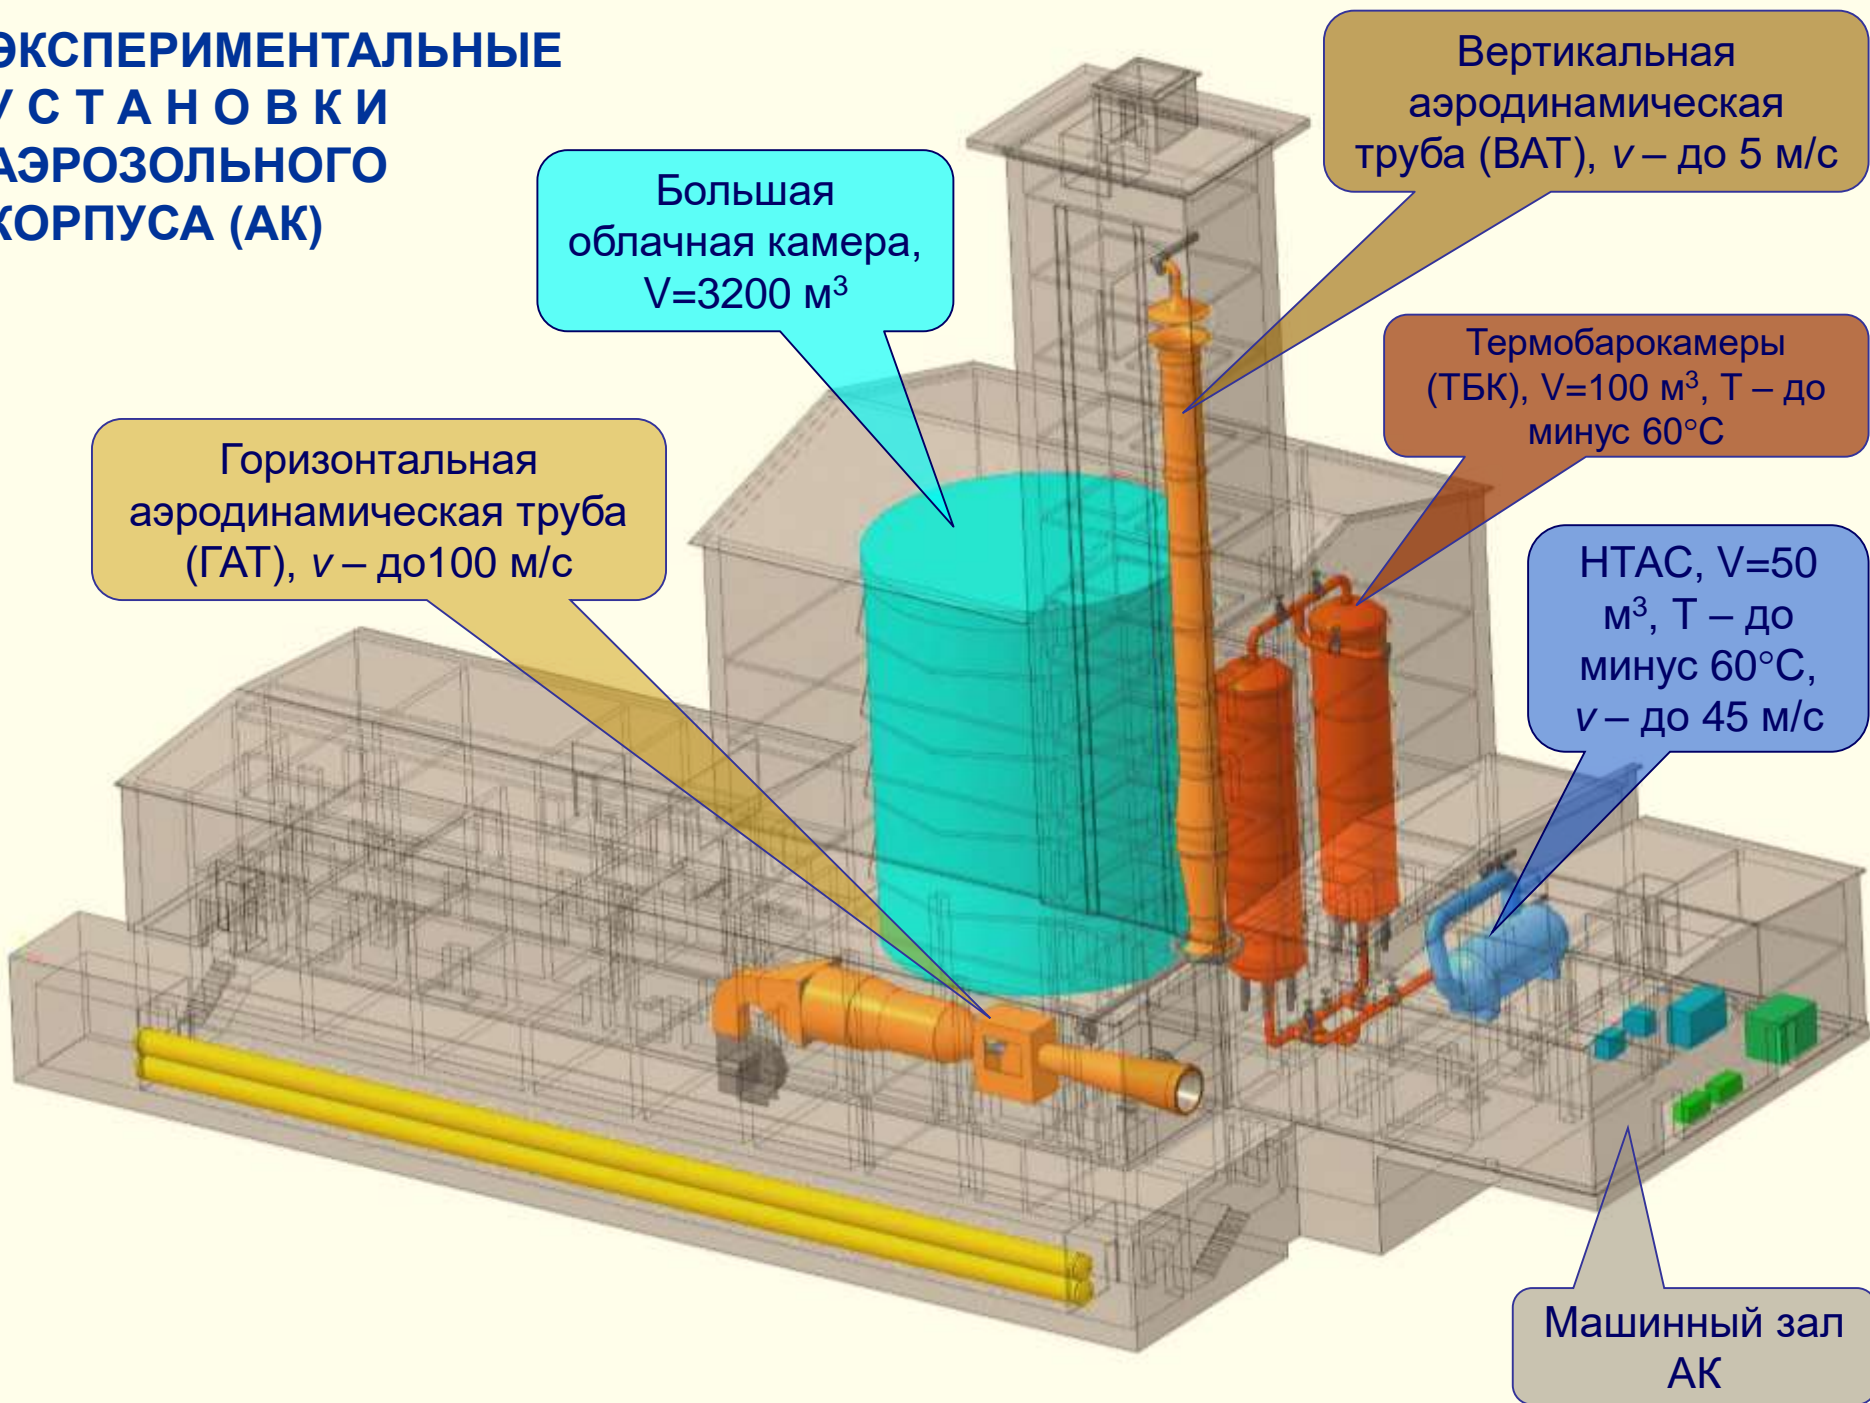 ЭКСПЕРИМЕНТАЛЬНЫЕ
У С Т А Н О В К И
АЭРОЗОЛЬНОГО
КОРПУСА (АК)
Вертикальная
аэродинамическая
труба (ВАТ), v – до 5 м/с
Большая
облачная камера,
V=3200 м³
Термобарокамеры
(ТБК), V=100 м³, Т – до
минус 60°С
Горизонтальная
аэродинамическая труба
(ГАТ), v – до100 м/с
НТАС, V=50
м³, Т – до
минус 60°С,
v – до 45 м/с
Машинный зал
АК